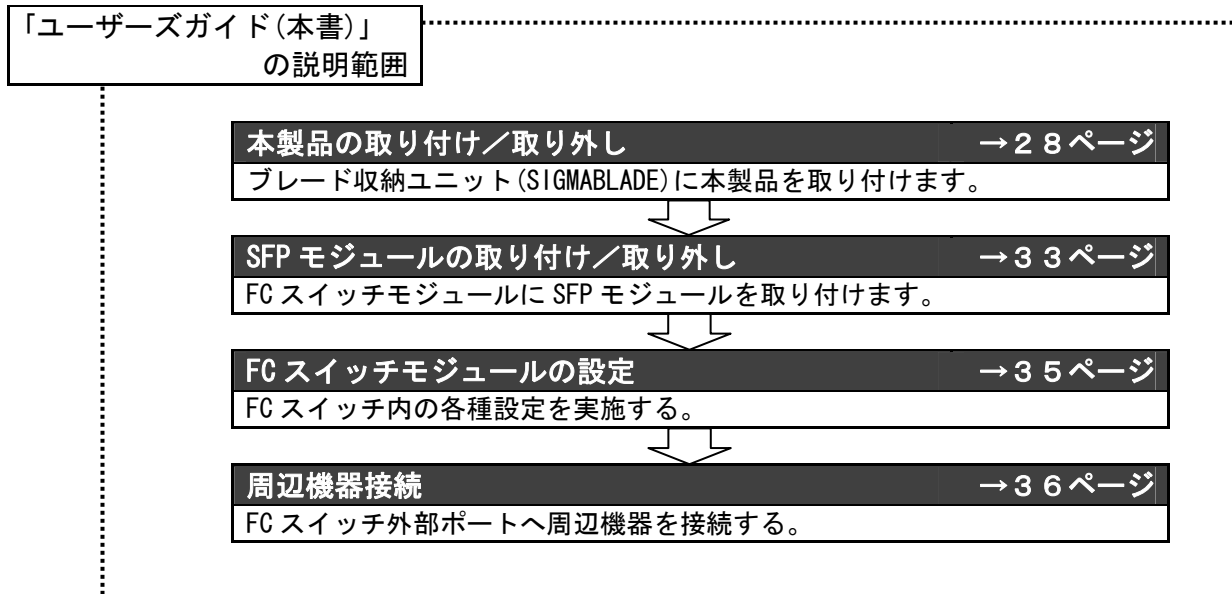 「ユーザーズガイド(本書)」
の説明範囲
本製品の取り付け／取り外し →２８ページ
ブレード収納ユニット(SIGMABLADE)に本製品を取り付けます。
SFP モジュールの取り付け／取り外し →３３ページ
FC スイッチモジュールに SFP モジュールを取り付けます。
FC スイッチモジュールの設定 →３５ページ
FC スイッチ内の各種設定を実施する。
周辺機器接続 →３６ページ
FC スイッチ外部ポートへ周辺機器を接続する。